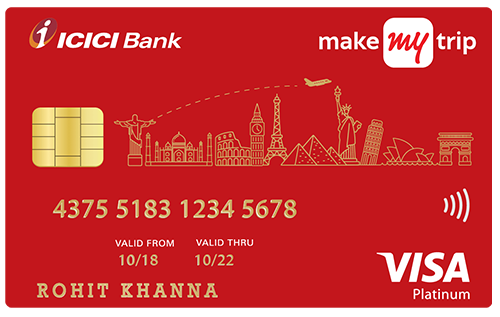 ICICI Bank
make my trip
4375 5183 1234 5678
VALID FROM VALID THRU
10/18 10/22
ROHIT KHANNA
VISA
Platinum